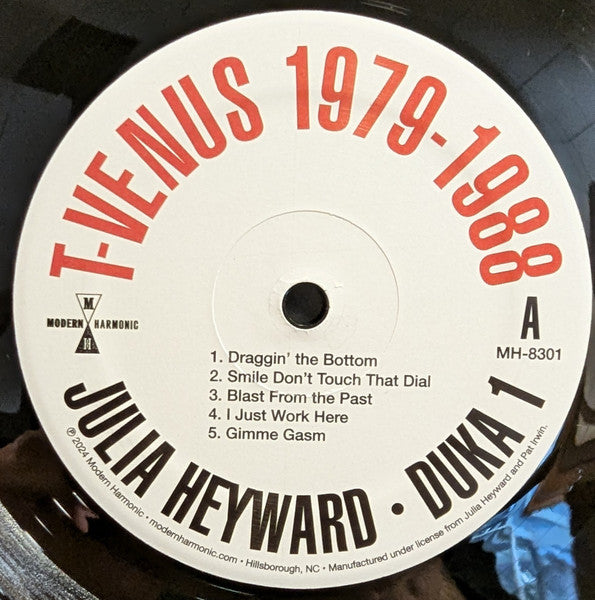 T-VENUS 1979-1988
M
MODERN HARMONIC
H
A
MH-8301
1. Draggin' the Bottom
2. Smile Don't Touch That Dial
3. Blast From the Past
4. I Just Work Here
5. Gimme Gasm
JULIA HEYWARD • DUKA 1
℗ 2024 Modern Harmonic • modernharmonic.com • Hillsborough, NC • Manufactured under license from Julia Heyward and Pat Irwin.